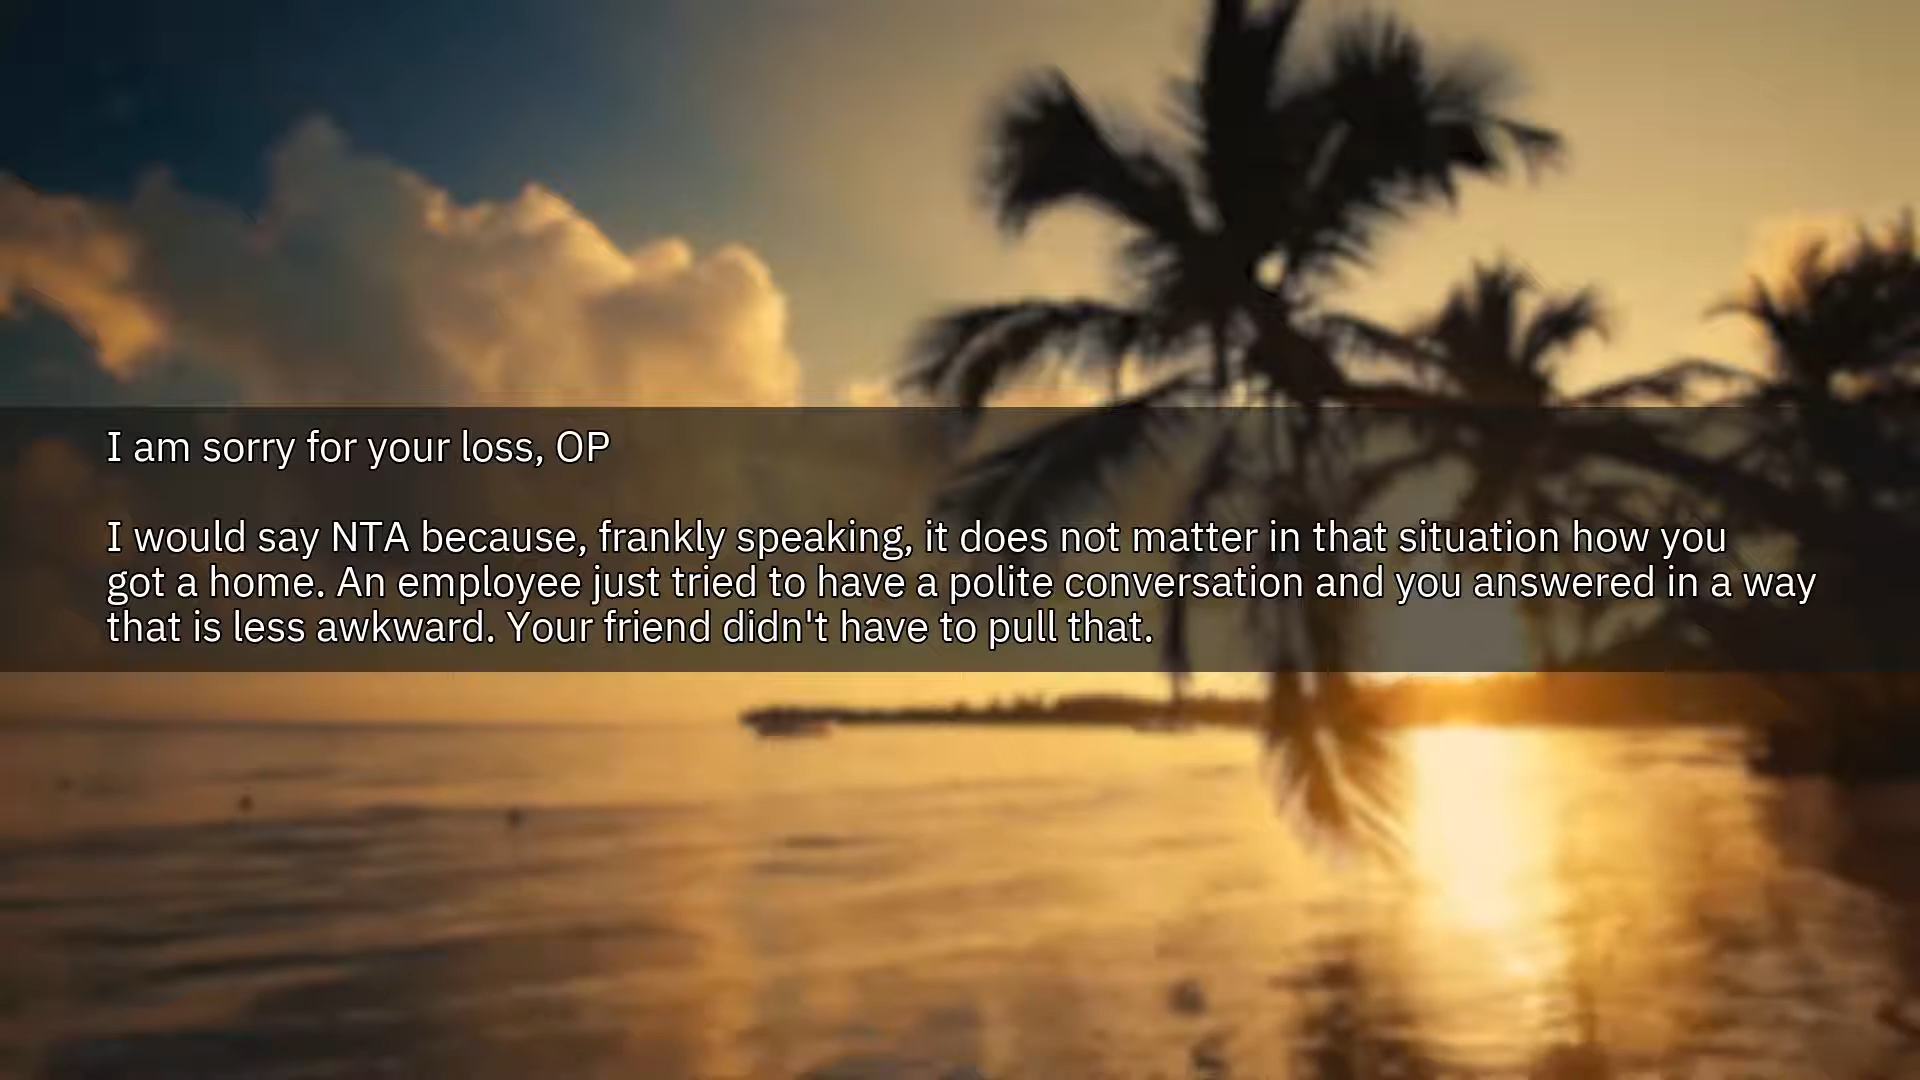 I am sorry for your loss, OP
I would say NTA because, frankly speaking, it does not matter in that situation how you
got a home. An employee just tried to have a polite conversation and you answered in a way
that is less awkward. Your friend didn't have to pull that.